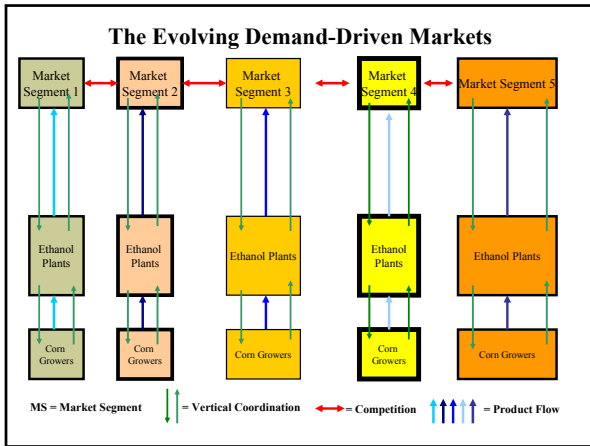 The Evolving Demand-Driven Markets
Market
Segment 1
Market
Segment 2
Market
Segment 3
Market
Segment 4
Market Segment 5
Ethanol
Plants
Ethanol
Plants
Ethanol Plants
Ethanol
Plants
Ethanol Plants
Corn
Growers
Corn
Growers
Corn Growers
Corn
Growers
Corn Growers
MS = Market Segment
= Vertical Coordination
= Competition
= Product Flow